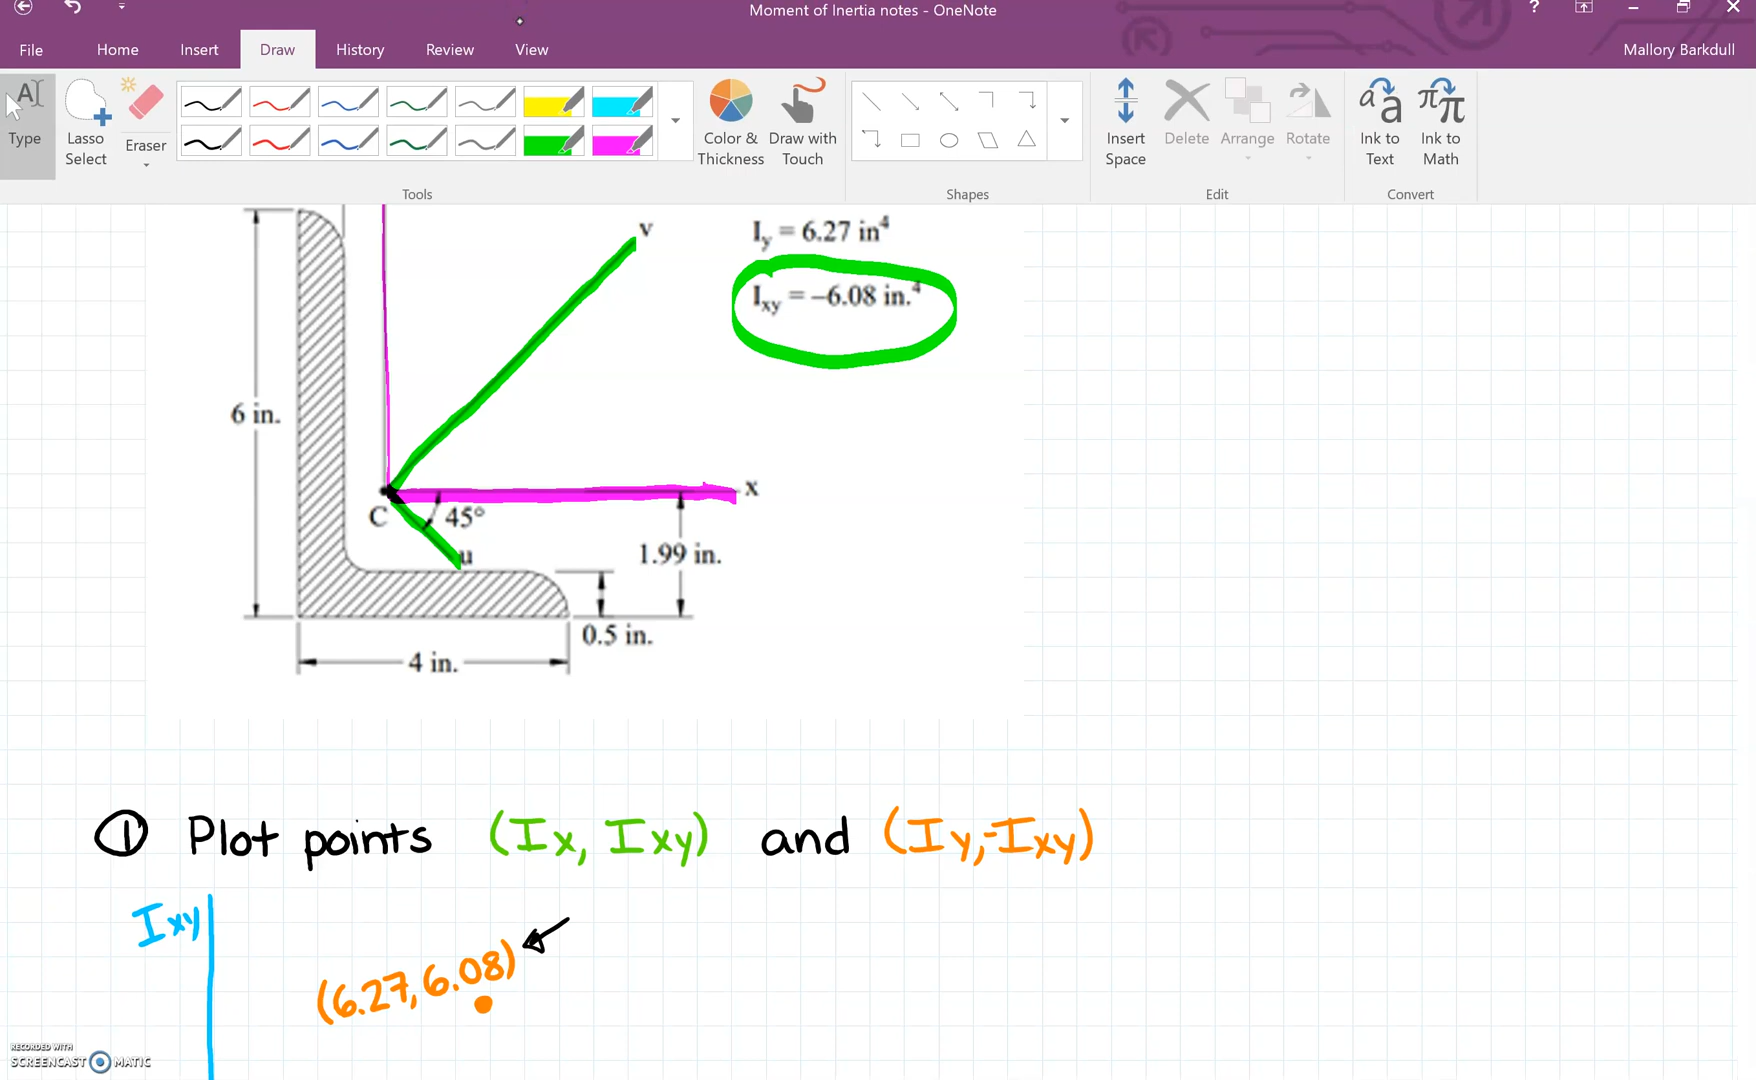 Moment of Inertia notes - OneNote
?
File Home Insert Draw History Review View
Mallory Barkdull
Type
Lasso Select
Eraser
Color & Thickness
Draw with Touch
Insert Space
Delete
Arrange
Rotate
Ink to Text
Ink to Math
Tools
Shapes
Edit
Convert
v
I_y = 6.27 in⁴
I_xy = –6.08 in.⁴
6 in.
x
C
45°
u
1.99 in.
0.5 in.
4 in.
① Plot points (Ix, Ixy) and (Iy,-Ixy)
Ixy
(6.27, 6.08)
RECORDED WITH
SCREENCAST MATIC